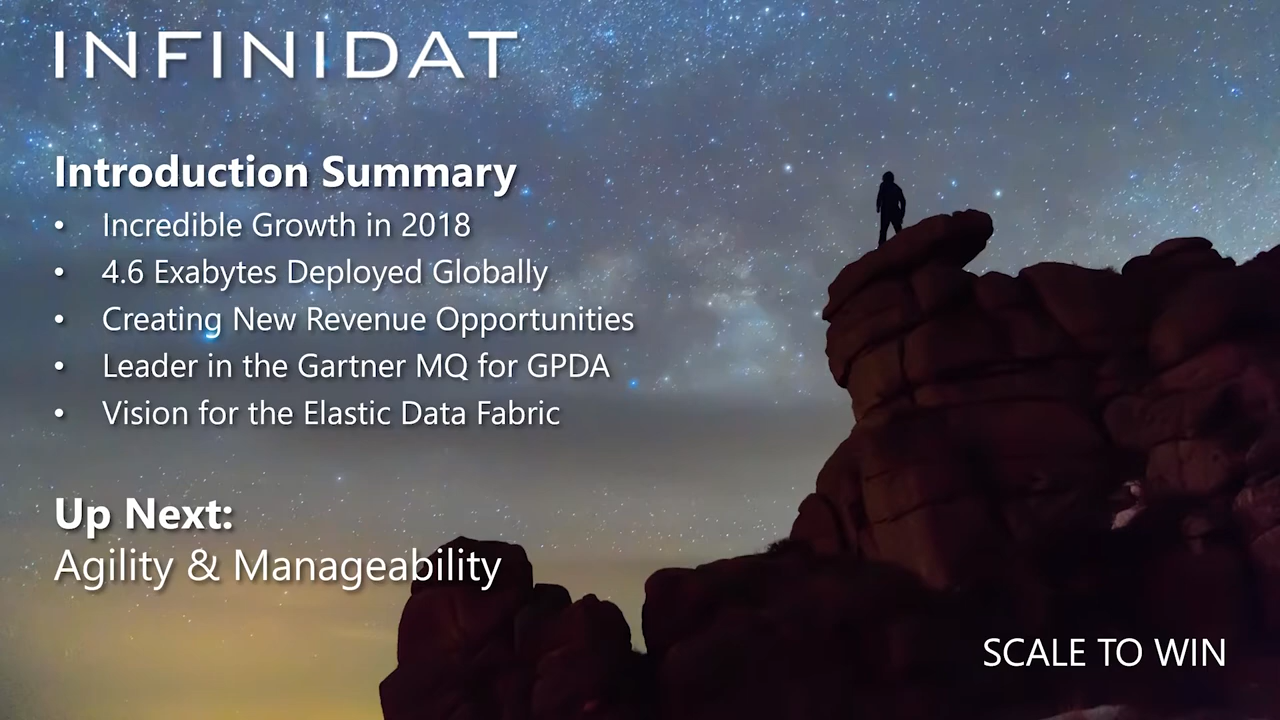 INFINIDAT
Introduction Summary
• Incredible Growth in 2018
• 4.6 Exabytes Deployed Globally
• Creating New Revenue Opportunities
• Leader in the Gartner MQ for GPDA
• Vision for the Elastic Data Fabric
Up Next:
Agility & Manageability
SCALE TO WIN